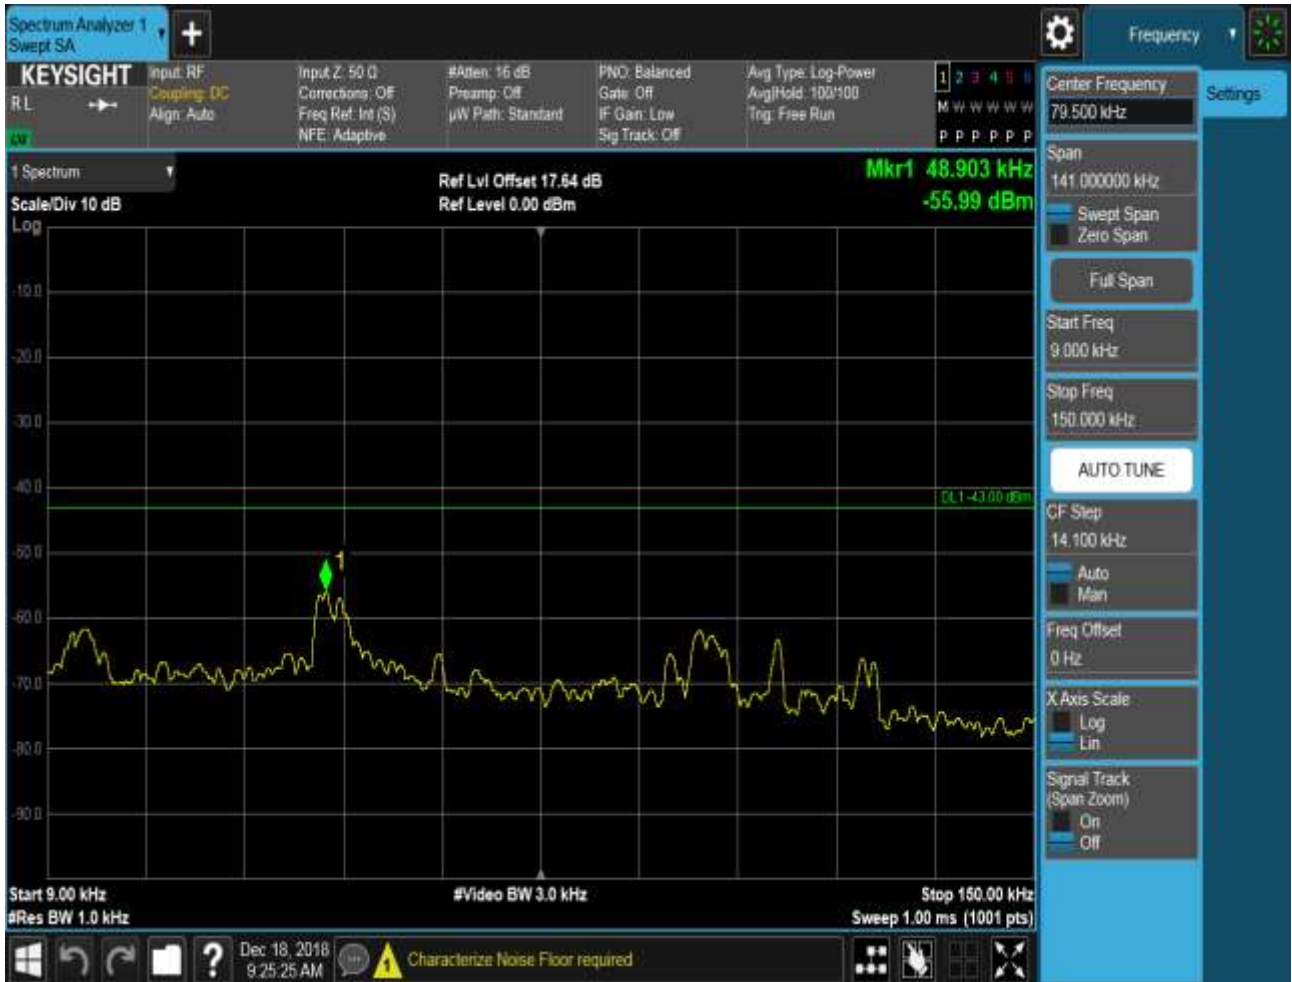 Spectrum Analyzer 1
Swept SA
+
Frequency
KEYSIGHT
R L
Input: RF
Coupling: DC
Align: Auto
Input Z: 50 Ω
Corrections: Off
Freq Ref: Int (S)
NFE: Adaptive
#Atten: 16 dB
Preamp: Off
µW Path: Standard
PNO: Balanced
Gate: Off
IF Gain: Low
Sig Track: Off
Avg Type: Log-Power
Avg|Hold: 100/100
Trig: Free Run
1 2 3 4 5 6
M W W W W W
P P P P P P
1 Spectrum
Scale/Div 10 dB
Log
Ref Lvl Offset 17.64 dB
Ref Level 0.00 dBm
Mkr1 48.903 kHz
-55.99 dBm
-10.0
-20.0
-30.0
-40.0
DL1 -43.00 dBm
-50.0
1
-60.0
-70.0
-80.0
-90.0
Start 9.00 kHz
#Video BW 3.0 kHz
Stop 150.00 kHz
#Res BW 1.0 kHz
Sweep 1.00 ms (1001 pts)
?
Dec 18, 2018
9:25:25 AM
Characterize Noise Floor required
Center Frequency
79.500 kHz
Settings
Span
141.000000 kHz
Swept Span
Zero Span
Full Span
Start Freq
9.000 kHz
Stop Freq
150.000 kHz
AUTO TUNE
CF Step
14.100 kHz
Auto
Man
Freq Offset
0 Hz
X Axis Scale
Log
Lin
Signal Track
(Span Zoom)
On
Off